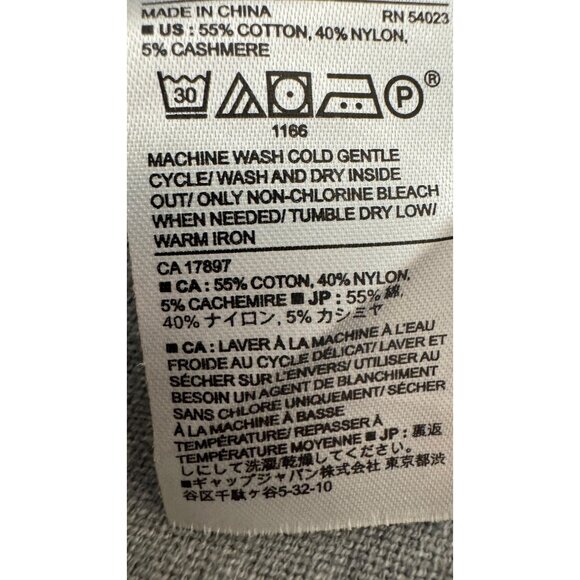 MADE IN CHINA RN 54023
■ US : 55% COTTON, 40% NYLON,
5% CASHMERE
30 P ®
1166
MACHINE WASH COLD GENTLE
CYCLE/ WASH AND DRY INSIDE
OUT/ ONLY NON-CHLORINE BLEACH
WHEN NEEDED/ TUMBLE DRY LOW/
WARM IRON
CA 17897
■ CA : 55% COTON, 40% NYLON,
5% CACHEMIRE ■ JP : 55% 綿,
40% ナイロン, 5% カシミヤ
■ CA : LAVER À LA MACHINE À L'EAU
FROIDE AU CYCLE DÉLICAT/ LAVER ET
SÉCHER SUR L'ENVERS/ UTILISER AU
BESOIN UN AGENT DE BLANCHIMENT
SANS CHLORE UNIQUEMENT/ SÉCHER
À LA MACHINE À BASSE
TEMPÉRATURE/ REPASSER À
TEMPÉRATURE MOYENNE ■ JP : 裏返
しにして洗濯/乾燥してください。
■ギャップジャパン株式会社 東京都渋
谷区千駄ヶ谷5-32-10